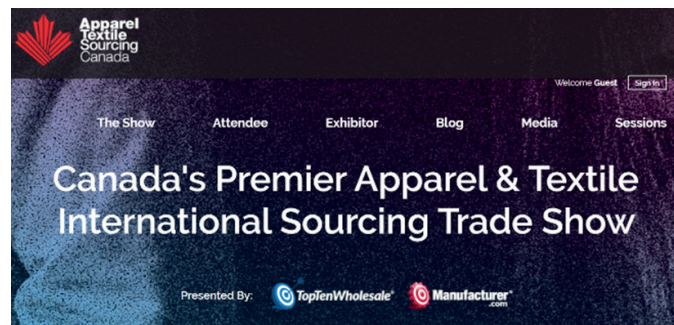 Apparel
Textile
Sourcing
Canada
Welcome Guest Sign In
The Show Attendee Exhibitor Blog Media Sessions
Canada's Premier Apparel & Textile
International Sourcing Trade Show
Presented By: TopTenWholesale® Manufacturer®
.com